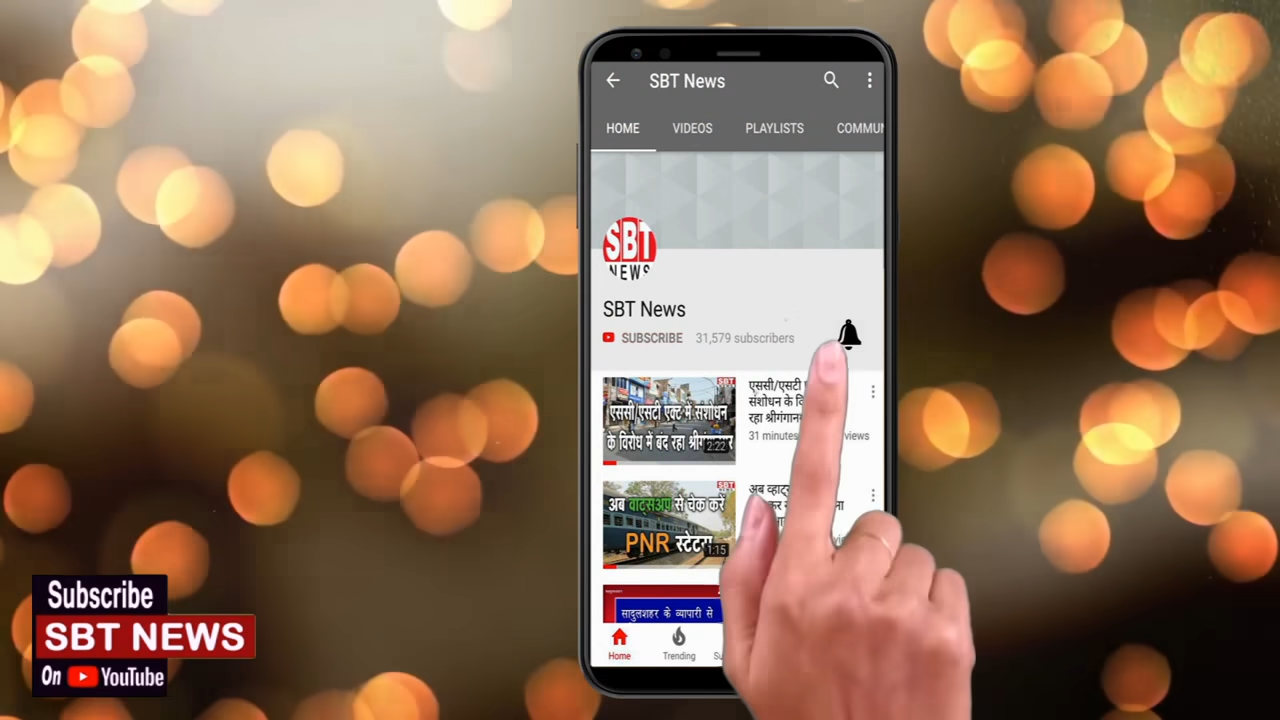 SBT News
HOME VIDEOS PLAYLISTS COMMUN
SBT
NEWS
SBT News
SUBSCRIBE 31,579 subscribers
एससी/एसटी एक्ट में संशोधन
के विरोध में बंद रहा
2:22
SBT
एससी/एसटी
संशोधन के
रहा
31 minutes views
SBT
अब वाट्सअप से चेक करें
PNR स्टेटस
1:15
अब
सादुलशहर के व्यापारी से
Home Trending
Subscribe
SBT NEWS
On YouTube